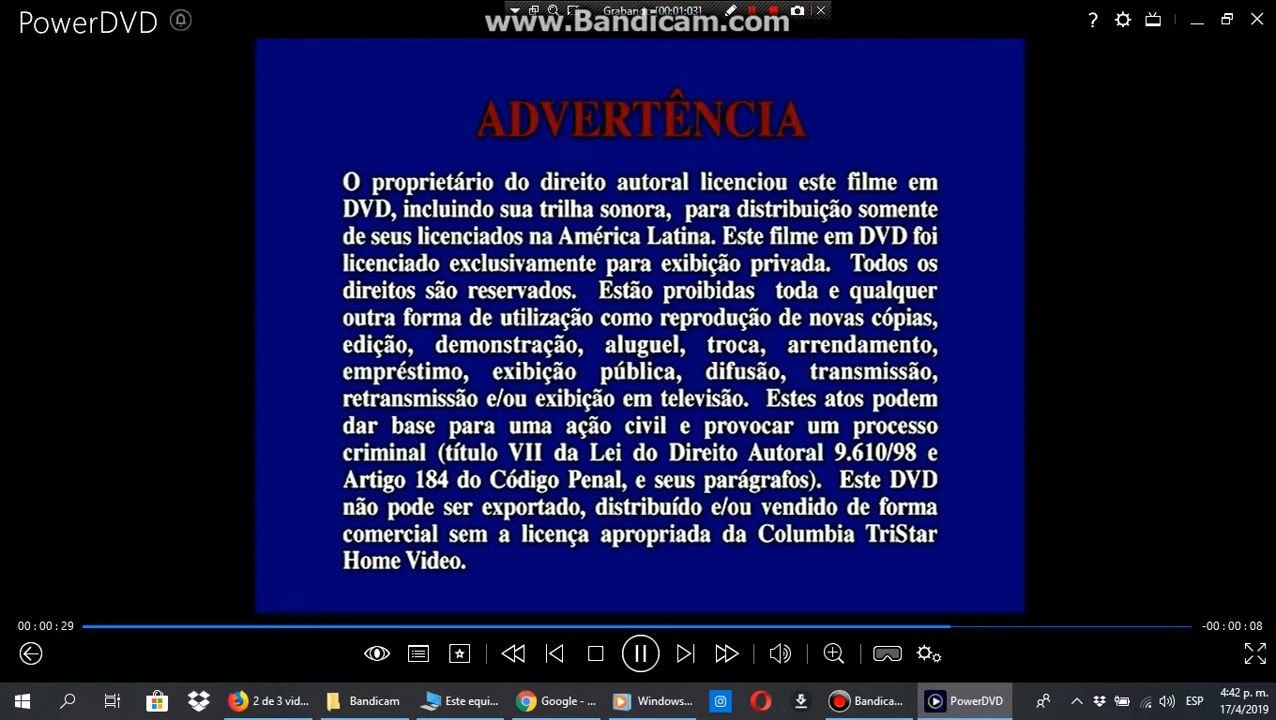 PowerDVD
Graban 00:01:03
www.Bandicam.com
?
ADVERTÊNCIA
O proprietário do direito autoral licenciou este filme em
DVD, incluindo sua trilha sonora, para distribuição somente
de seus licenciados na América Latina. Este filme em DVD foi
licenciado exclusivamente para exibição privada. Todos os
direitos são reservados. Estão proibidas toda e qualquer
outra forma de utilização como reprodução de novas cópias,
edição, demonstração, aluguel, troca, arrendamento,
empréstimo, exibição pública, difusão, transmissão,
retransmissão e/ou exibição em televisão. Estes atos podem
dar base para uma ação civil e provocar um processo
criminal (título VII da Lei do Direito Autoral 9.610/98 e
Artigo 184 do Código Penal, e seus parágrafos). Este DVD
não pode ser exportado, distribuído e/ou vendido de forma
comercial sem a licença apropriada da Columbia TriStar
Home Video.
00:00:29
-00:00:08
2 de 3 vid... Bandicam Este equi... Google - ... Windows... Bandica... PowerDVD ESP
4:42 p. m.
17/4/2019